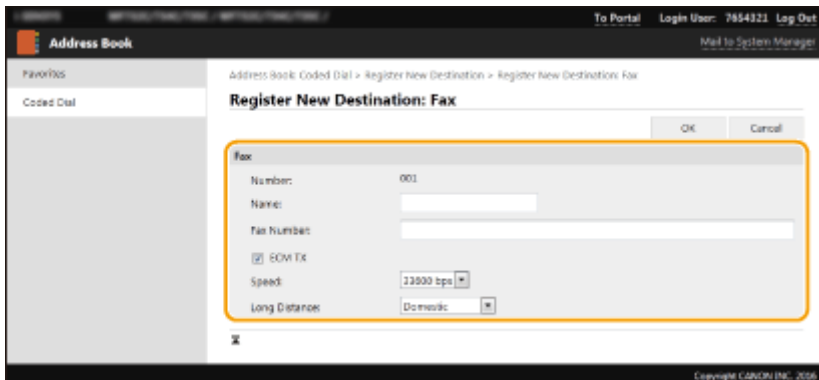 To Portal Login User: 7654321 Log Out
Address Book
Mail to System Manager
Favorites
Coded Dial
Address Book: Coded Dial > Register New Destination > Register New Destination: Fax
Register New Destination: Fax
OK Cancel
Fax
Number: 001
Name:
Fax Number:
ECM TX
Speed: 33600 bps
Long Distance: Domestic
Copyright CANON INC. 2016